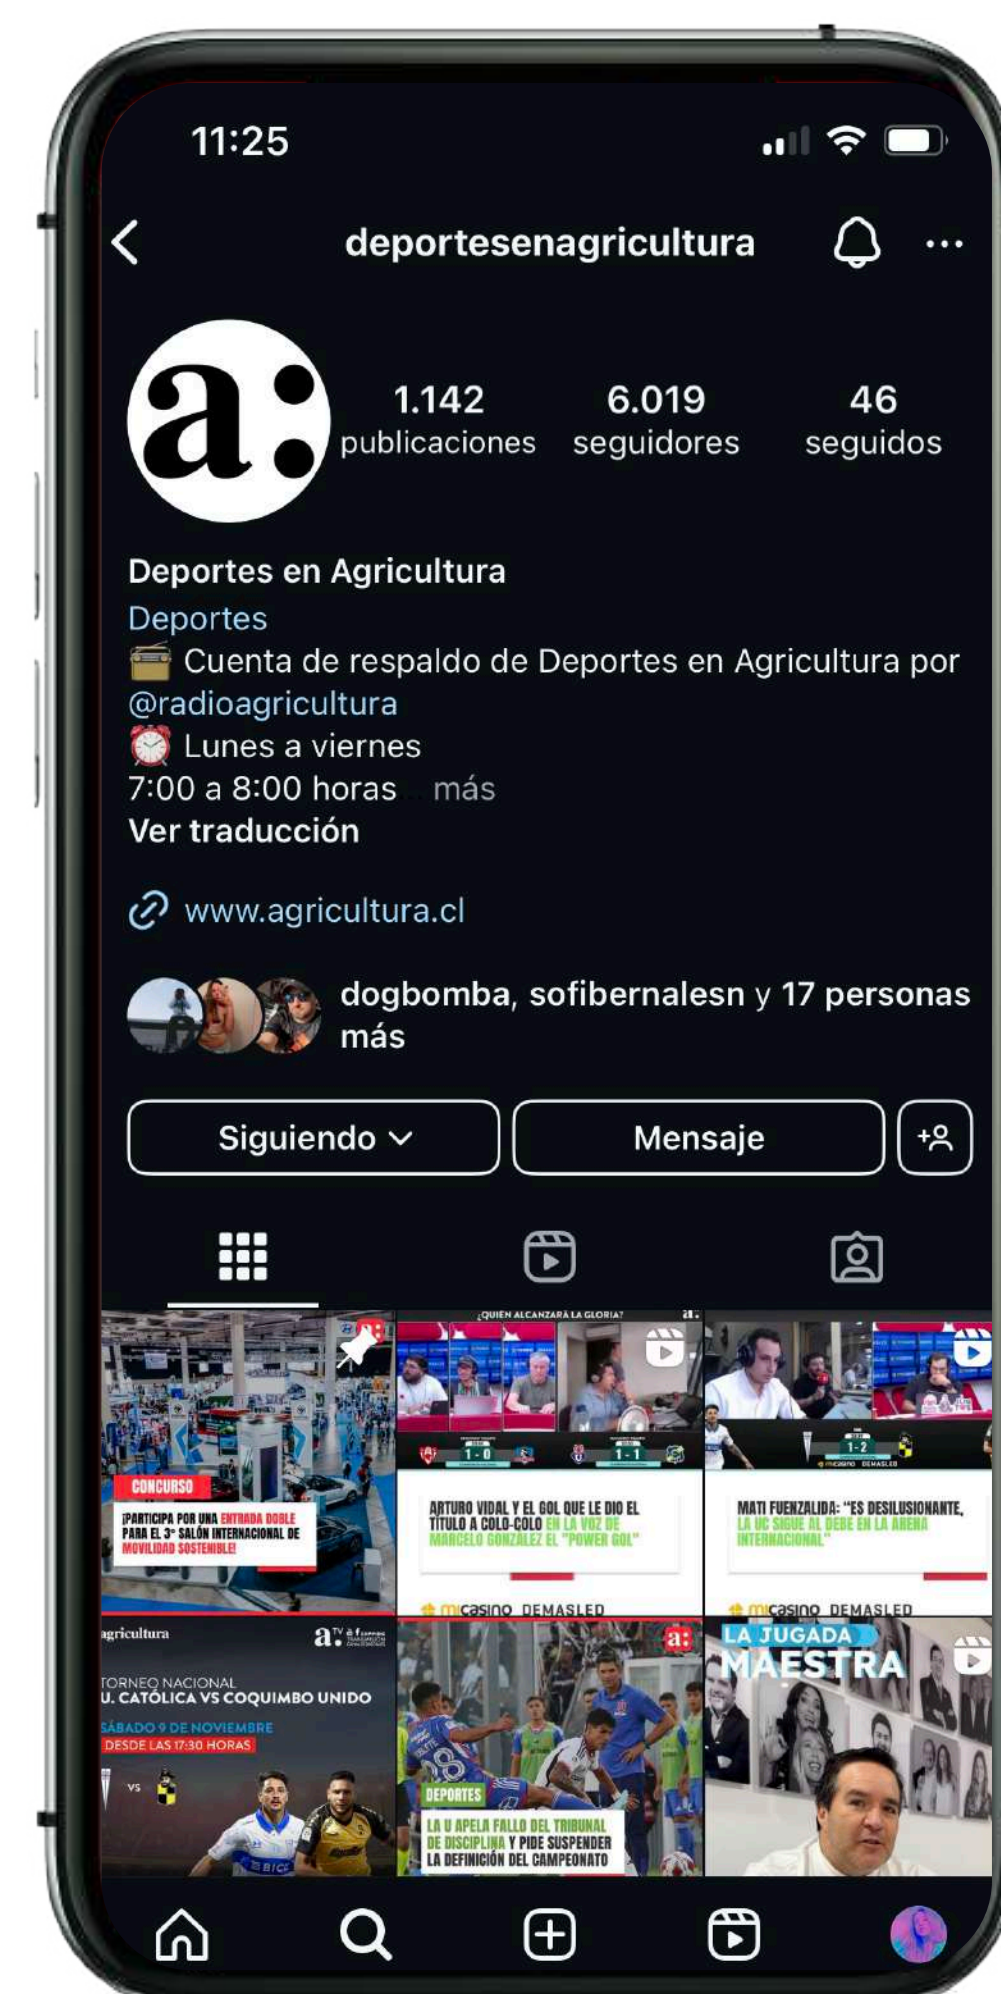 11:25
deportesenagricultura
a:
1.142
publicaciones
6.019
seguidores
46
seguidos
Deportes en Agricultura
Deportes
Cuenta de respaldo de Deportes en Agricultura por
@radioagricultura
Lunes a viernes
7:00 a 8:00 horas más
Ver traducción
www.agricultura.cl
dogbomba, sofibernalesn y 17 personas
más
Siguiendo
Mensaje
a:
CONCURSO
¡PARTICIPA POR UNA ENTRADA DOBLE
PARA EL 3º SALÓN INTERNACIONAL DE
MOVILIDAD SOSTENIBLE!
¿QUIÉN ALCANZARÁ LA GLORIA?
a:
1-0
1-1
ARTURO VIDAL Y EL GOL QUE LE DIO EL
TÍTULO A COLO-COLO EN LA VOZ DE
MARCELO GONZÁLEZ EL "POWER GOL"
micasino DEMASLED
1-2
micasino DEMASLED
MATI FUENZALIDA: “ES DESILUSIONANTE,
LA UC SIGUE AL DEBE EN LA ARENA
INTERNACIONAL"
micasino DEMASLED
agricultura
a: TV
TORNEO NACIONAL
U. CATÓLICA VS COQUIMBO UNIDO
SÁBADO 9 DE NOVIEMBRE
DESDE LAS 17:30 HORAS
VS
BICE
a:
28
DEPORTES
LA U APELA FALLO DEL TRIBUNAL
DE DISCIPLINA Y PIDE SUSPENDER
LA DEFINICIÓN DEL CAMPEONATO
LA JUGADA
MAESTRA